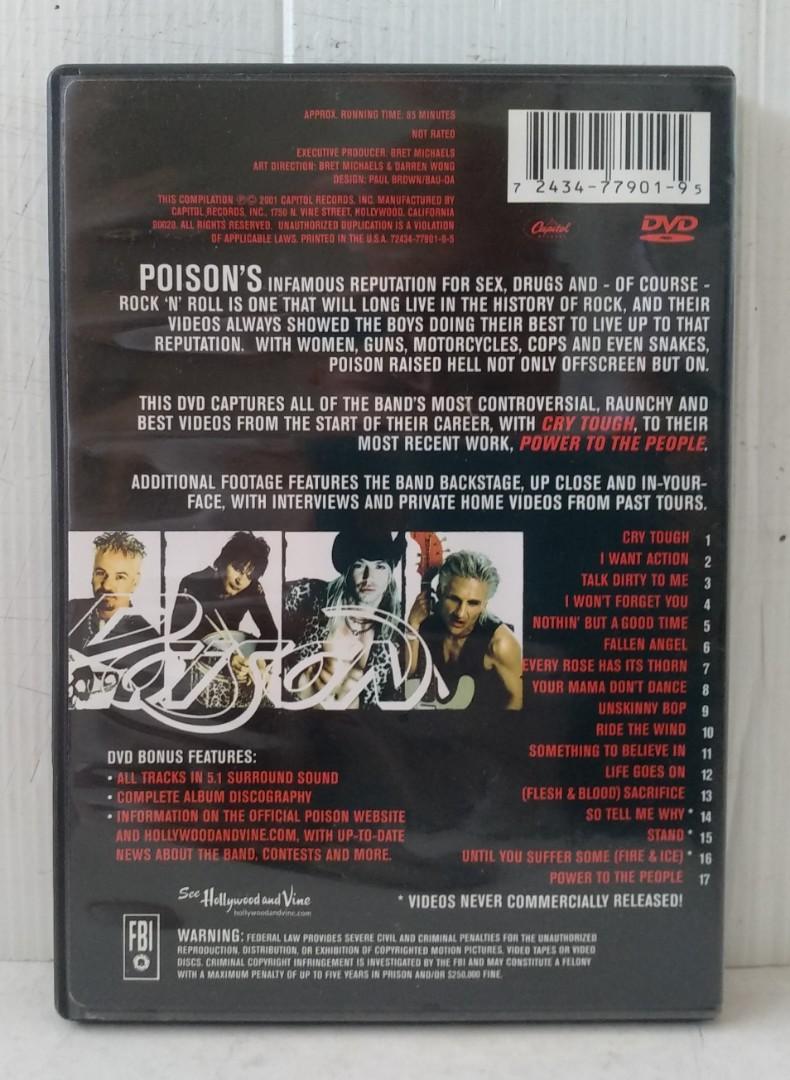 APPROX. RUNNING TIME: 85 MINUTES
NOT RATED
EXECUTIVE PRODUCER: BRET MICHAELS
ART DIRECTION: BRET MICHAELS & DARREN WONG
DESIGN: PAUL BROWN/BAU-DA
THIS COMPILATION ℗© 2001 CAPITOL RECORDS, INC. MANUFACTURED BY
CAPITOL RECORDS, INC., 1750 N. VINE STREET, HOLLYWOOD, CALIFORNIA
90028. ALL RIGHTS RESERVED. UNAUTHORIZED DUPLICATION IS A VIOLATION
OF APPLICABLE LAWS. PRINTED IN THE U.S.A. 72434-77901-9-5
7 2434-77901-9 5
Capitol
DVD
POISON'S INFAMOUS REPUTATION FOR SEX, DRUGS AND - OF COURSE -
ROCK 'N' ROLL IS ONE THAT WILL LONG LIVE IN THE HISTORY OF ROCK, AND THEIR
VIDEOS ALWAYS SHOWED THE BOYS DOING THEIR BEST TO LIVE UP TO THAT
REPUTATION. WITH WOMEN, GUNS, MOTORCYCLES, COPS AND EVEN SNAKES,
POISON RAISED HELL NOT ONLY OFFSCREEN BUT ON.
THIS DVD CAPTURES ALL OF THE BAND'S MOST CONTROVERSIAL, RAUNCHY AND
BEST VIDEOS FROM THE START OF THEIR CAREER, WITH CRY TOUGH, TO THEIR
MOST RECENT WORK, POWER TO THE PEOPLE.
ADDITIONAL FOOTAGE FEATURES THE BAND BACKSTAGE, UP CLOSE AND IN-YOUR-
FACE, WITH INTERVIEWS AND PRIVATE HOME VIDEOS FROM PAST TOURS.
Poison
CRY TOUGH 1
I WANT ACTION 2
TALK DIRTY TO ME 3
I WON'T FORGET YOU 4
NOTHIN' BUT A GOOD TIME 5
FALLEN ANGEL 6
EVERY ROSE HAS ITS THORN 7
YOUR MAMA DON'T DANCE 8
UNSKINNY BOP 9
RIDE THE WIND 10
SOMETHING TO BELIEVE IN 11
LIFE GOES ON 12
(FLESH & BLOOD) SACRIFICE 13
SO TELL ME WHY * 14
STAND * 15
UNTIL YOU SUFFER SOME (FIRE & ICE) * 16
POWER TO THE PEOPLE 17
* VIDEOS NEVER COMMERCIALLY RELEASED!
DVD BONUS FEATURES:
• ALL TRACKS IN 5.1 SURROUND SOUND
• COMPLETE ALBUM DISCOGRAPHY
• INFORMATION ON THE OFFICIAL POISON WEBSITE
AND HOLLYWOODANDVINE.COM, WITH UP-TO-DATE
NEWS ABOUT THE BAND, CONTESTS AND MORE.
See Hollywood and Vine
hollywoodandvine.com
FBI
WARNING: FEDERAL LAW PROVIDES SEVERE CIVIL AND CRIMINAL PENALTIES FOR THE UNAUTHORIZED
REPRODUCTION, DISTRIBUTION, OR EXHIBITION OF COPYRIGHTED MOTION PICTURES, VIDEO TAPES OR VIDEO
DISCS. CRIMINAL COPYRIGHT INFRINGEMENT IS INVESTIGATED BY THE FBI AND MAY CONSTITUTE A FELONY
WITH A MAXIMUM PENALTY OF UP TO FIVE YEARS IN PRISON AND/OR $250,000 FINE.